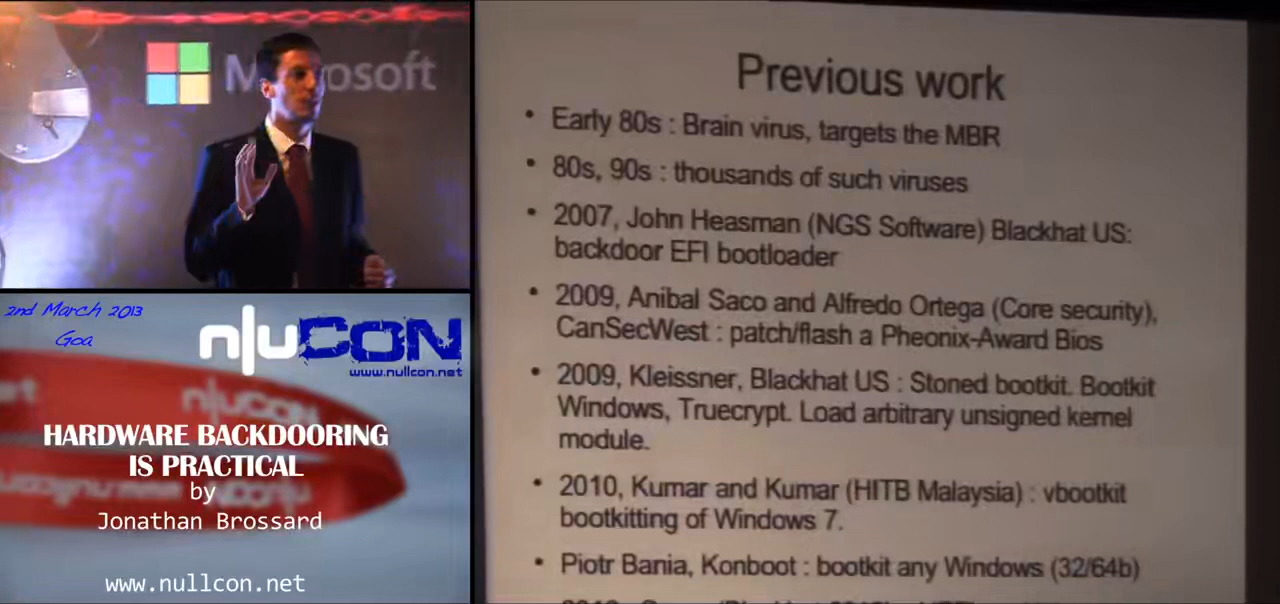 Microsoft
2nd March 2013
Goa
n|uCON
www.nullcon.net
HARDWARE BACKDOORING
IS PRACTICAL
by
Jonathan Brossard
www.nullcon.net
Previous work
• Early 80s : Brain virus, targets the MBR
• 80s, 90s : thousands of such viruses
• 2007, John Heasman (NGS Software) Blackhat US:
backdoor EFI bootloader
• 2009, Anibal Saco and Alfredo Ortega (Core security),
CanSecWest : patch/flash a Pheonix-Award Bios
• 2009, Kleissner, Blackhat US : Stoned bootkit. Bootkit
Windows, Truecrypt. Load arbitrary unsigned kernel
module.
• 2010, Kumar and Kumar (HITB Malaysia) : vbootkit
bootkitting of Windows 7.
• Piotr Bania, Konboot : bootkit any Windows (32/64b)